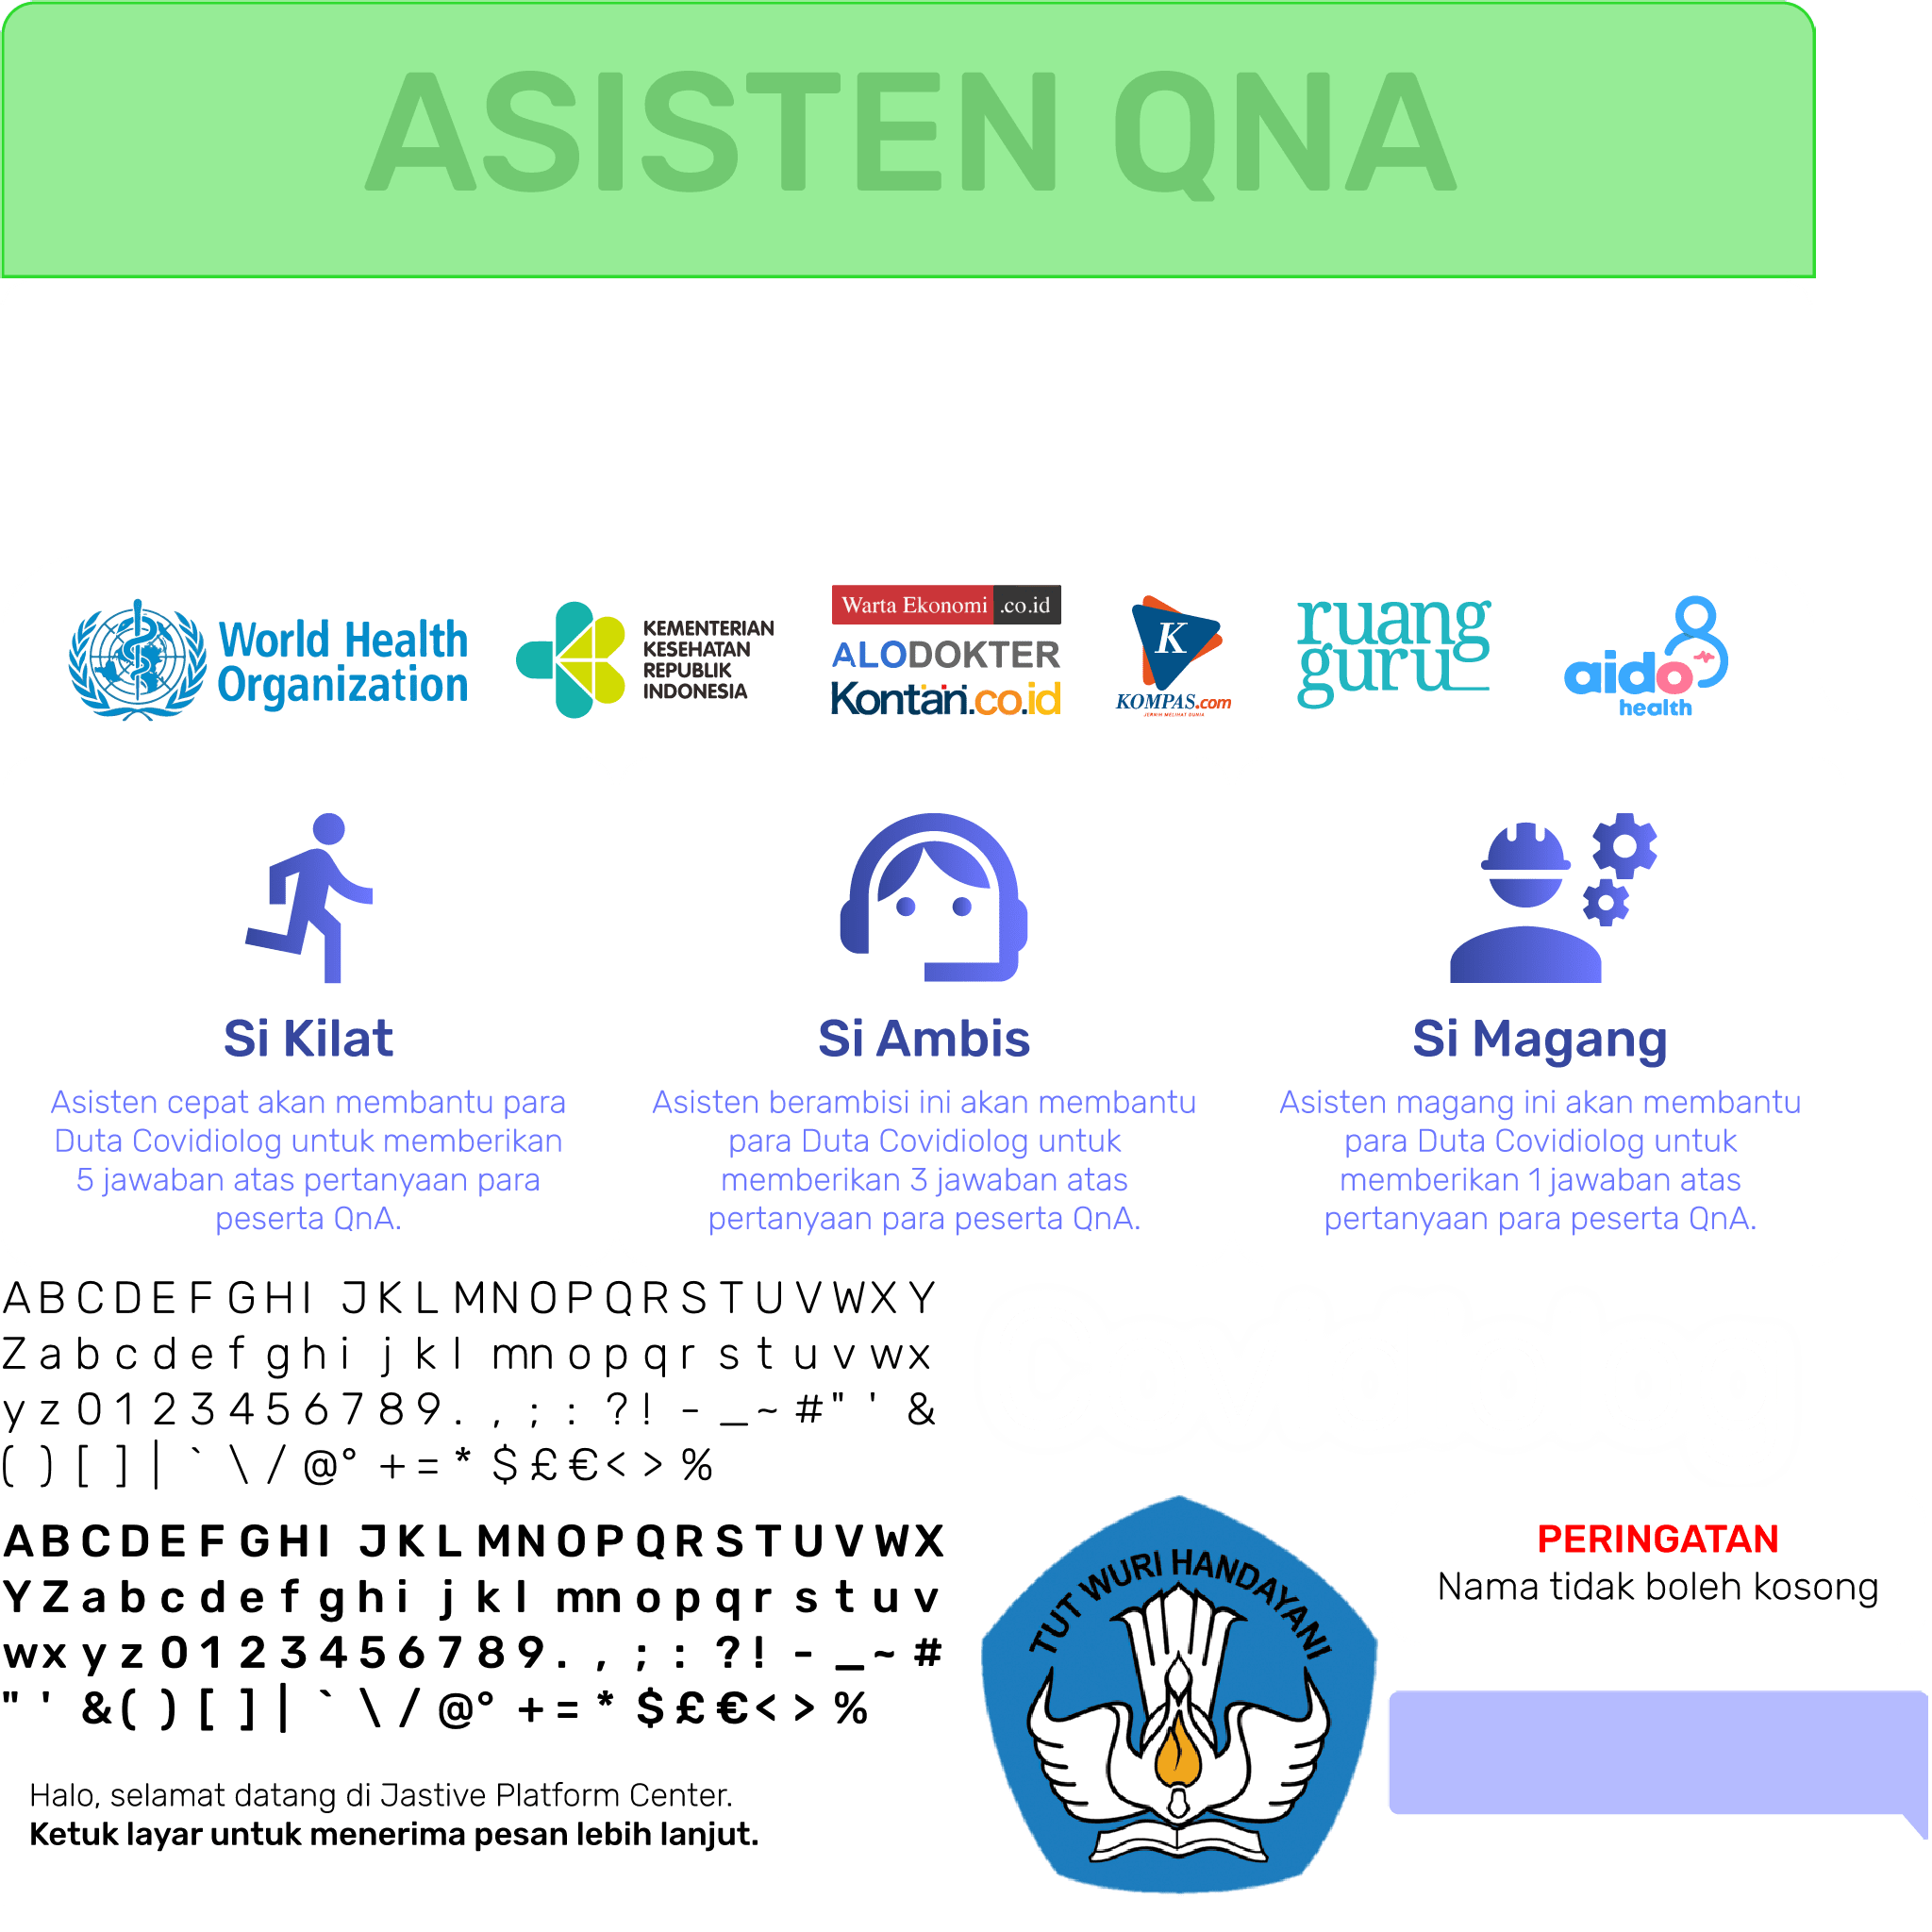 ASISTEN QNA
World Health
Organization
KEMENTERIAN
KESEHATAN
REPUBLIK
INDONESIA
Warta Ekonomi .co.id
ALODOKTER
Kontan.co.id
K
KOMPAS.com
JERNIH MELIHAT DUNIA
ruang
guru
aido
health
Si Kilat
Asisten cepat akan membantu para
Duta Covidiolog untuk memberikan
5 jawaban atas pertanyaan para
peserta QnA.
Si Ambis
Asisten berambisi ini akan membantu
para Duta Covidiolog untuk
memberikan 3 jawaban atas
pertanyaan para peserta QnA.
Si Magang
Asisten magang ini akan membantu
para Duta Covidiolog untuk
memberikan 1 jawaban atas
pertanyaan para peserta QnA.
A B C D E F G H I J K L M N O P Q R S T U V W X Y
Z a b c d e f g h i j k l m n o p q r s t u v w x
y z 0 1 2 3 4 5 6 7 8 9 . , ; : ? ! - _ ~ # " ' &
( ) [ ] | ` \ / @ ° + = * $ £ € < > %
A B C D E F G H I J K L M N O P Q R S T U V W X
Y Z a b c d e f g h i j k l m n o p q r s t u v
w x y z 0 1 2 3 4 5 6 7 8 9 . , ; : ? ! - _ ~ #
" ' & ( ) [ ] | ` \ / @ ° + = * $ £ € < > %
TUT WURI HANDAYANI
PERINGATAN
Nama tidak boleh kosong
Halo, selamat datang di Jastive Platform Center.
Ketuk layar untuk menerima pesan lebih lanjut.